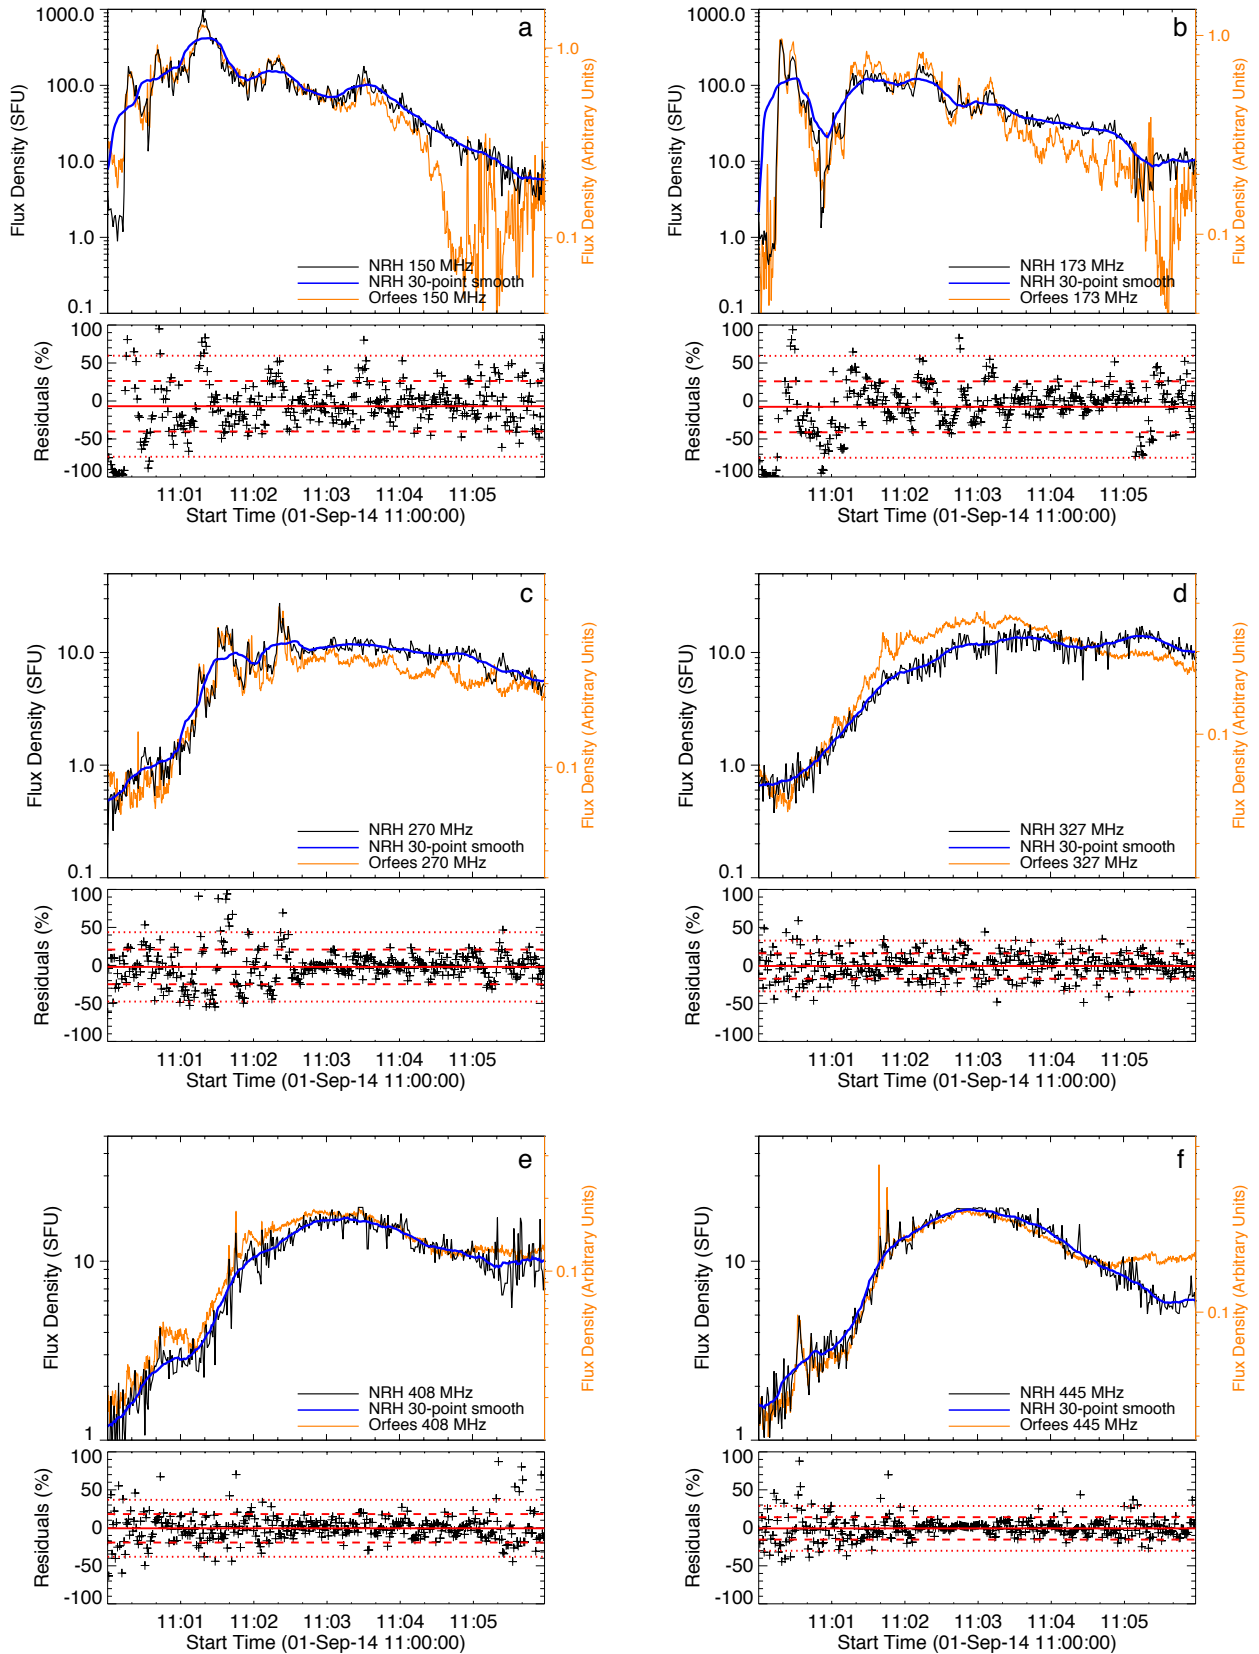 a
1000.0
100.0
10.0
1.0
0.1
Flux Density (SFU)
1.0
0.1
Flux Density (Arbitrary Units)
NRH 150 MHz
NRH 30-point smooth
Orfees 150 MHz
100
50
0
-50
-100
Residuals (%)
11:01 11:02 11:03 11:04 11:05
Start Time (01-Sep-14 11:00:00)
b
1000.0
100.0
10.0
1.0
0.1
Flux Density (SFU)
1.0
0.1
Flux Density (Arbitrary Units)
NRH 173 MHz
NRH 30-point smooth
Orfees 173 MHz
100
50
0
-50
-100
Residuals (%)
11:01 11:02 11:03 11:04 11:05
Start Time (01-Sep-14 11:00:00)
c
10.0
1.0
0.1
Flux Density (SFU)
0.1
Flux Density (Arbitrary Units)
NRH 270 MHz
NRH 30-point smooth
Orfees 270 MHz
100
50
0
-50
-100
Residuals (%)
11:01 11:02 11:03 11:04 11:05
Start Time (01-Sep-14 11:00:00)
d
10.0
1.0
0.1
Flux Density (SFU)
0.1
Flux Density (Arbitrary Units)
NRH 327 MHz
NRH 30-point smooth
Orfees 327 MHz
100
50
0
-50
-100
Residuals (%)
11:01 11:02 11:03 11:04 11:05
Start Time (01-Sep-14 11:00:00)
e
10
1
Flux Density (SFU)
0.1
Flux Density (Arbitrary Units)
NRH 408 MHz
NRH 30-point smooth
Orfees 408 MHz
100
50
0
-50
-100
Residuals (%)
11:01 11:02 11:03 11:04 11:05
Start Time (01-Sep-14 11:00:00)
f
10
1
Flux Density (SFU)
0.1
Flux Density (Arbitrary Units)
NRH 445 MHz
NRH 30-point smooth
Orfees 445 MHz
100
50
0
-50
-100
Residuals (%)
11:01 11:02 11:03 11:04 11:05
Start Time (01-Sep-14 11:00:00)